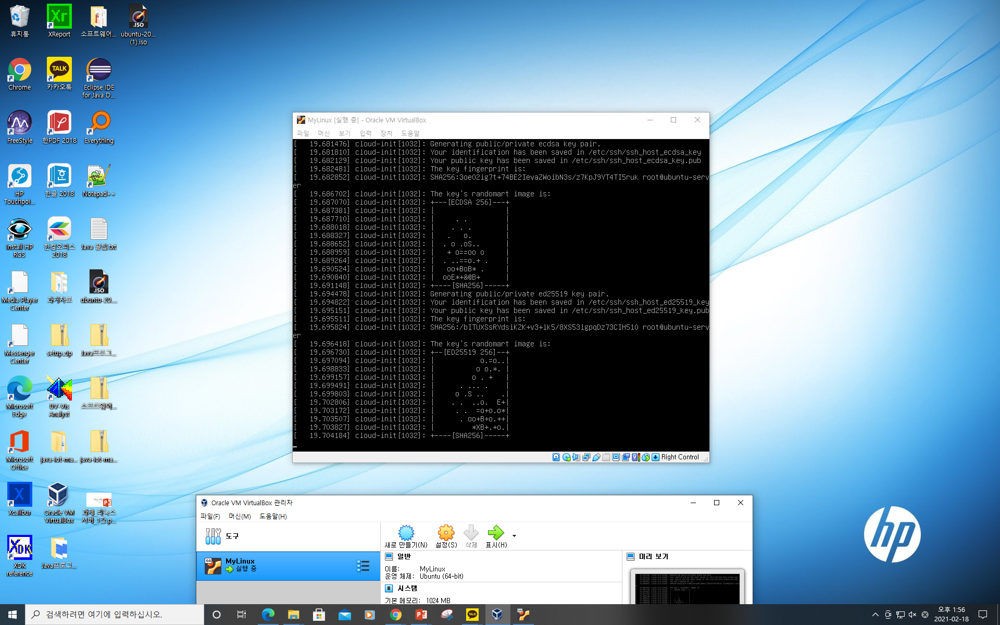 휴지통
XReport
소프트웨어...
ubuntu-20...
(1).iso
.ISO
Chrome
TALK
카카오톡
Eclipse IDE
for Java D...
FreeStyle
한PDF 2018
Everything
HP
Touchpoi...
한글 2018
Notepad++
Install HP
RGS
한컴오피스
2018
Java 꿀팁.txt
Media Player
Center
과거자료
.ISO
ubuntu-20...
Messenger
Center
setup.zip
Java프로그...
Microsoft
Edge
UV-Vis
Analyst
소프트웨어...
Microsoft
Office
java-iot-ma...
java-iot-ma...
Xcalibur
Oracle VM
VirtualBox
과제_리눅스
서버_1강.p...
XDK
reference
Java프로그...
MyLinux [실행 중] - Oracle VM VirtualBox
파일 머신 보기 입력 장치 도움말
[   19.681476] cloud-init[1032]: Generating public/private ecdsa key pair.
[   19.681810] cloud-init[1032]: Your identification has been saved in /etc/ssh/ssh_host_ecdsa_key
[   19.682129] cloud-init[1032]: Your public key has been saved in /etc/ssh/ssh_host_ecdsa_key.pub
[   19.682481] cloud-init[1032]: The key fingerprint is:
[   19.682852] cloud-init[1032]: SHA256:3oe02ig7t+74BE2IevaZWoibN3s/z7KpJ9YT4TI5ruk root@ubuntu-serv
er
[   19.686702] cloud-init[1032]: The key's randomart image is:
[   19.687070] cloud-init[1032]: +---[ECDSA 256]---+
[   19.687381] cloud-init[1032]: |                 |
[   19.687710] cloud-init[1032]: |     . .         |
[   19.688018] cloud-init[1032]: |    . . .        |
[   19.688327] cloud-init[1032]: |   .   o.        |
[   19.688652] cloud-init[1032]: |  . o .oS..      |
[   19.688959] cloud-init[1032]: |   + o==oo o     |
[   19.689264] cloud-init[1032]: |  . ..==o.+ .    |
[   19.690524] cloud-init[1032]: |   oo+BoB* .     |
[   19.690840] cloud-init[1032]: |  ooE*+&@B+      |
[   19.691148] cloud-init[1032]: +----[SHA256]-----+
[   19.694478] cloud-init[1032]: Generating public/private ed25519 key pair.
[   19.694822] cloud-init[1032]: Your identification has been saved in /etc/ssh/ssh_host_ed25519_key
[   19.695151] cloud-init[1032]: Your public key has been saved in /etc/ssh/ssh_host_ed25519_key.pub
[   19.695511] cloud-init[1032]: The key fingerprint is:
[   19.695824] cloud-init[1032]: SHA256:/bITUXSsRYdsiKZK+v3+lk5/8XS53lgpqDz73CIH510 root@ubuntu-serv
er
[   19.696418] cloud-init[1032]: The key's randomart image is:
[   19.696730] cloud-init[1032]: +--[ED25519 256]--+
[   19.697094] cloud-init[1032]: |           o.=o..|
[   19.698833] cloud-init[1032]: |          o o.*. |
[   19.699157] cloud-init[1032]: |         o . +   |
[   19.699491] cloud-init[1032]: |      . ... .    |
[   19.699803] cloud-init[1032]: |     o .S ..    .|
[   19.702806] cloud-init[1032]: |    . .  ..o.  E+|
[   19.703172] cloud-init[1032]: |     . .  =o+o.o*|
[   19.703507] cloud-init[1032]: |      . oo+B+o.++|
[   19.703827] cloud-init[1032]: |         *XB+.+o.|
[   19.704184] cloud-init[1032]: +----[SHA256]-----+
Right Control
Oracle VM VirtualBox 관리자
파일(F) 머신(M) 도움말(H)
도구
새로 만들기(N) 설정(S) 삭제 표시(H)
64
MyLinux
실행 중
일반
이름: MyLinux
운영 체제: Ubuntu (64-bit)
시스템
기본 메모리: 1024 MB
미리 보기
hp
검색하려면 여기에 입력하십시오.
오후 1:56
2021-02-18